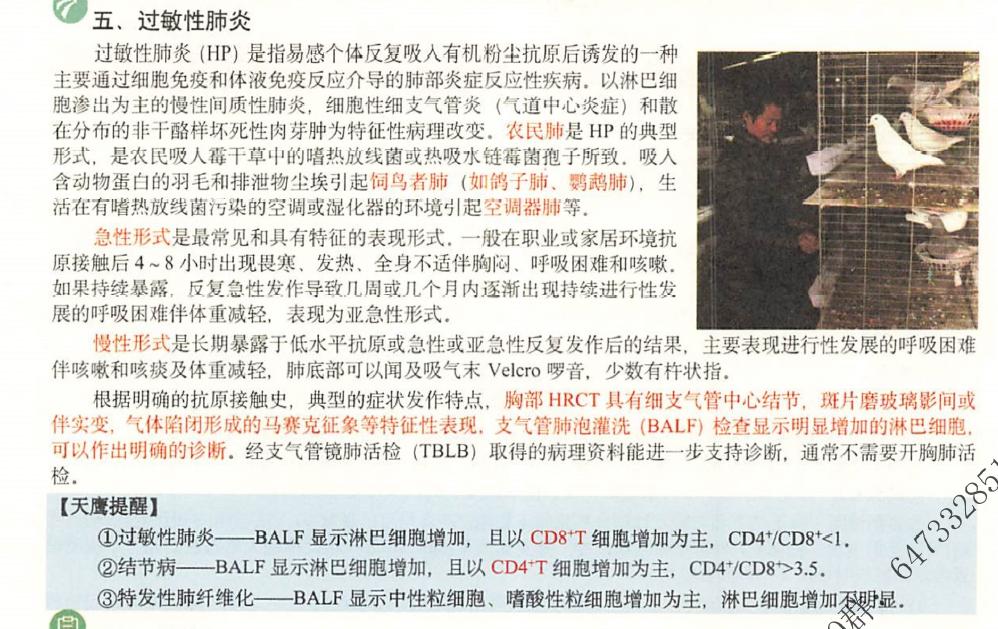 五、过敏性肺炎
过敏性肺炎（HP）是指易感个体反复吸入有机粉尘抗原后诱发的一种
主要通过细胞免疫和体液免疫反应介导的肺部炎症反应性疾病。以淋巴细
胞渗出为主的慢性间质性肺炎，细胞性细支气管炎（气道中心炎症）和散
在分布的非干酪样坏死性肉芽肿为特征性病理改变。农民肺是 HP 的典型
形式，是农民吸入霉干草中的嗜热放线菌或热吸水链霉菌孢子所致。吸入
含动物蛋白的羽毛和排泄物尘埃引起饲鸟者肺（如鸽子肺、鹦鹉肺），生
活在有嗜热放线菌污染的空调或湿化器的环境引起空调器肺等。
急性形式是最常见和具有特征的表现形式。一般在职业或家居环境抗
原接触后 4～8 小时出现畏寒、发热、全身不适伴胸闷、呼吸困难和咳嗽。
如果持续暴露，反复急性发作导致几周或几个月内逐渐出现持续进行性发
展的呼吸困难伴体重减轻，表现为亚急性形式。
慢性形式是长期暴露于低水平抗原或急性或亚急性反复发作后的结果，主要表现进行性发展的呼吸困难
伴咳嗽和咳痰及体重减轻，肺底部可以闻及吸气末 Velcro 啰音，少数有杵状指。
根据明确的抗原接触史，典型的症状发作特点，胸部 HRCT 具有细支气管中心结节，斑片磨玻璃影间或
伴实变，气体陷闭形成的马赛克征象等特征性表现。支气管肺泡灌洗（BALF）检查显示明显增加的淋巴细胞，
可以作出明确的诊断。经支气管镜肺活检（TBLB）取得的病理资料能进一步支持诊断，通常不需要开胸肺活
检。
【天鹰提醒】
①过敏性肺炎——BALF 显示淋巴细胞增加，且以 CD8⁺T 细胞增加为主，CD4⁺/CD8⁺<1。
②结节病——BALF 显示淋巴细胞增加，且以 CD4⁺T 细胞增加为主，CD4⁺/CD8⁺>3.5。
③特发性肺纤维化——BALF 显示中性粒细胞、嗜酸性粒细胞增加为主，淋巴细胞增加不明显。